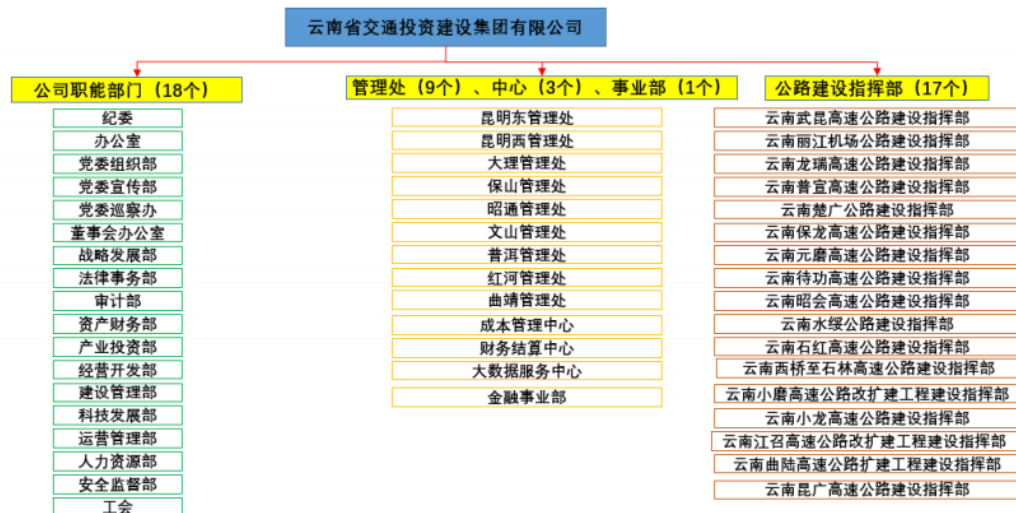 云南省交通投资建设集团有限公司
公司职能部门（18个）
纪委
办公室
党委组织部
党委宣传部
党委巡察办
董事会办公室
战略发展部
法律事务部
审计部
资产财务部
产业投资部
经营开发部
建设管理部
科技发展部
运营管理部
人力资源部
安全监督部
工会
管理处（9个）、中心（3个）、事业部（1个）
昆明东管理处
昆明西管理处
大理管理处
保山管理处
昭通管理处
文山管理处
普洱管理处
红河管理处
曲靖管理处
成本管理中心
财务结算中心
大数据服务中心
金融事业部
公路建设指挥部（17个）
云南武昆高速公路建设指挥部
云南丽江机场公路建设指挥部
云南龙瑞高速公路建设指挥部
云南普宣高速公路建设指挥部
云南楚广公路建设指挥部
云南保龙高速公路建设指挥部
云南元磨高速公路建设指挥部
云南待功高速公路建设指挥部
云南昭会高速公路建设指挥部
云南水绥公路建设指挥部
云南石红高速公路建设指挥部
云南西桥至石林高速公路建设指挥部
云南小磨高速公路改扩建工程建设指挥部
云南小龙高速公路建设指挥部
云南江召高速公路改扩建工程建设指挥部
云南曲陆高速公路扩建工程建设指挥部
云南昆广高速公路建设指挥部